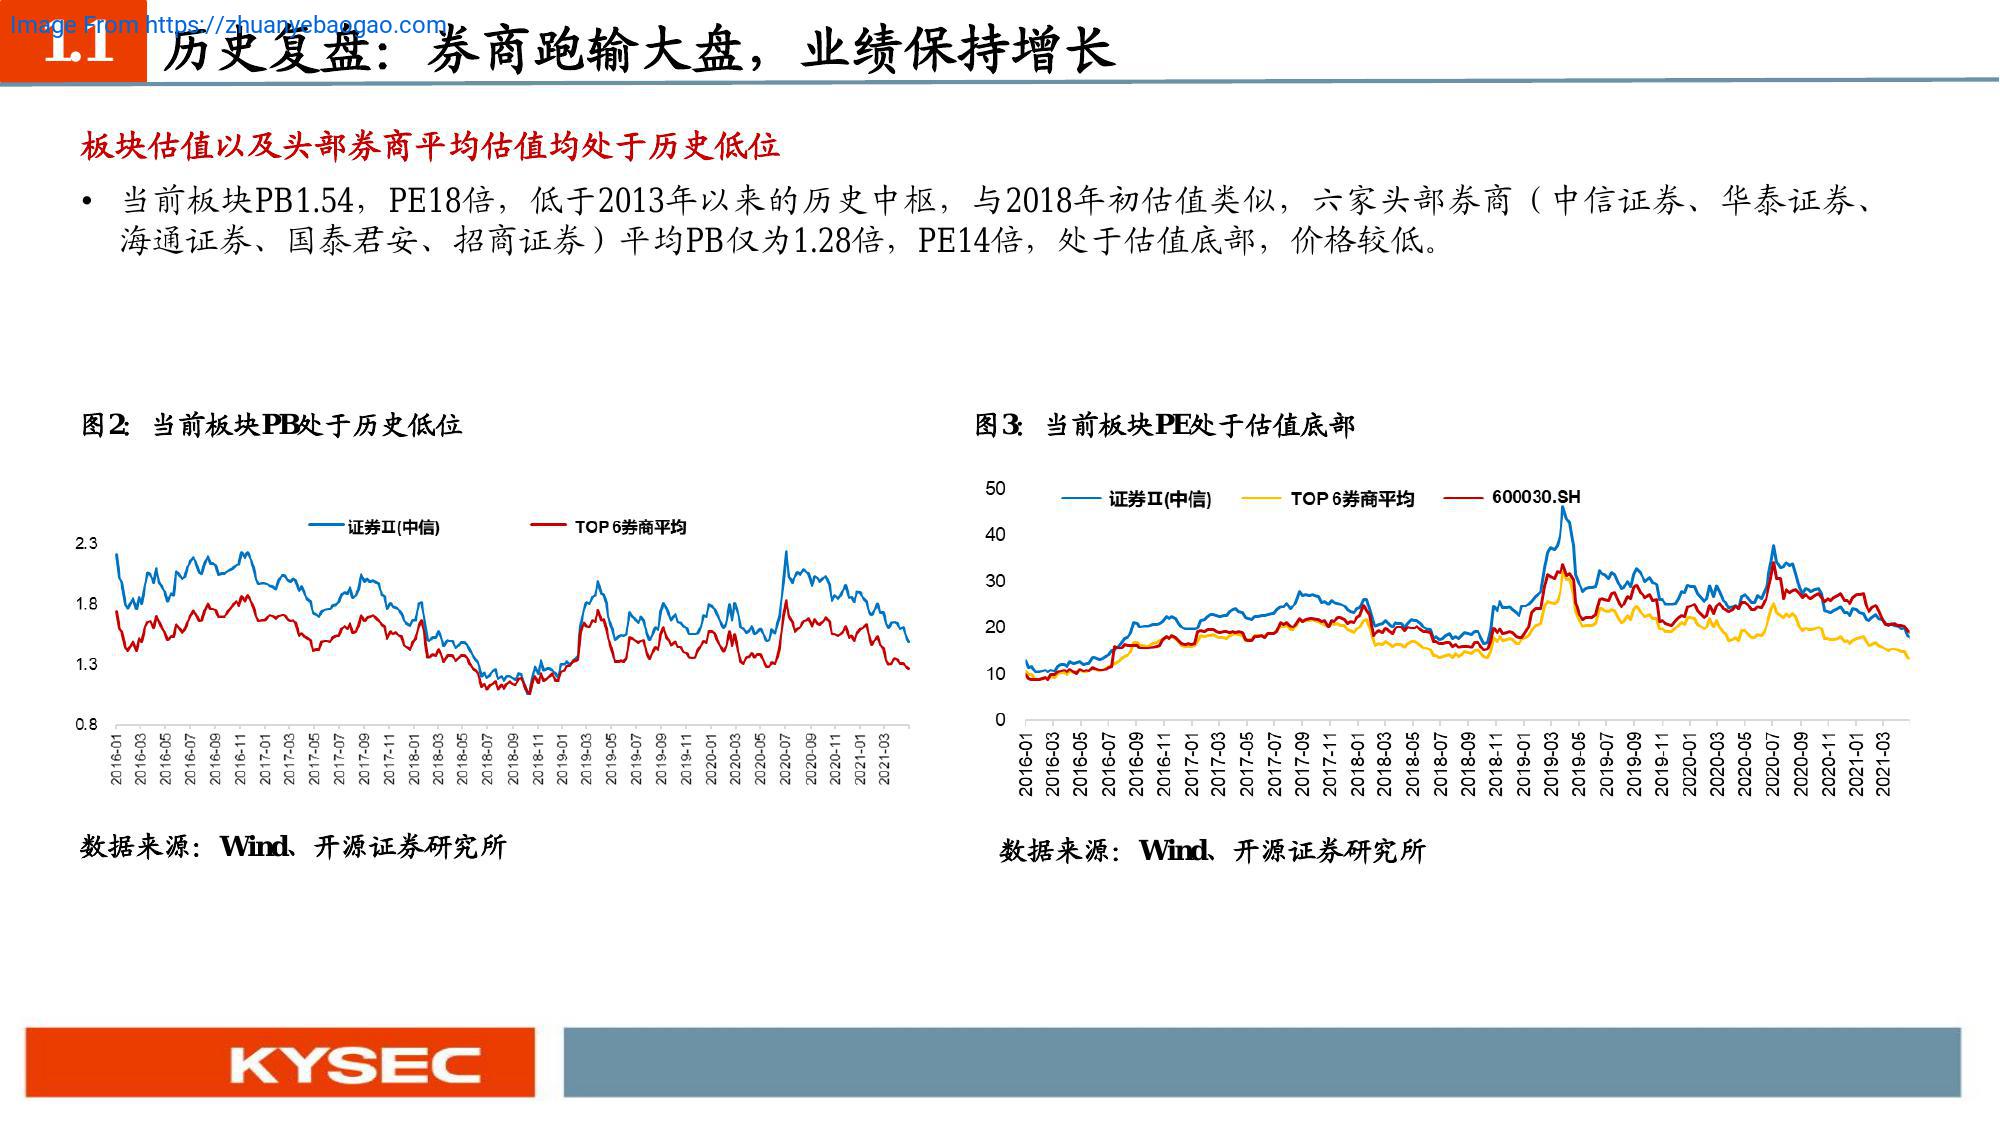 Image From https://zhuanyebaogao.com
1.1 历史复盘：券商跑输大盘，业绩保持增长
板块估值以及头部券商平均估值均处于历史低位
• 当前板块PB1.54，PE18倍，低于2013年以来的历史中枢，与2018年初估值类似，六家头部券商（中信证券、华泰证券、
海通证券、国泰君安、招商证券）平均PB仅为1.28倍，PE14倍，处于估值底部，价格较低。
图2：当前板块PB处于历史低位
证券II(中信) TOP 6券商平均
2.3
1.8
1.3
0.8
2016-01 2016-03 2016-05 2016-07 2016-09 2016-11 2017-01 2017-03 2017-05 2017-07 2017-09 2017-11 2018-01 2018-03 2018-05 2018-07 2018-09 2018-11 2019-01 2019-03 2019-05 2019-07 2019-09 2019-11 2020-01 2020-03 2020-05 2020-07 2020-09 2020-11 2021-01 2021-03
数据来源：Wind、开源证券研究所
图3：当前板块PE处于估值底部
证券II(中信) TOP 6券商平均 600030.SH
50
40
30
20
10
0
2016-01 2016-03 2016-05 2016-07 2016-09 2016-11 2017-01 2017-03 2017-05 2017-07 2017-09 2017-11 2018-01 2018-03 2018-05 2018-07 2018-09 2018-11 2019-01 2019-03 2019-05 2019-07 2019-09 2019-11 2020-01 2020-03 2020-05 2020-07 2020-09 2020-11 2021-01 2021-03
数据来源：Wind、开源证券研究所
KYSEC